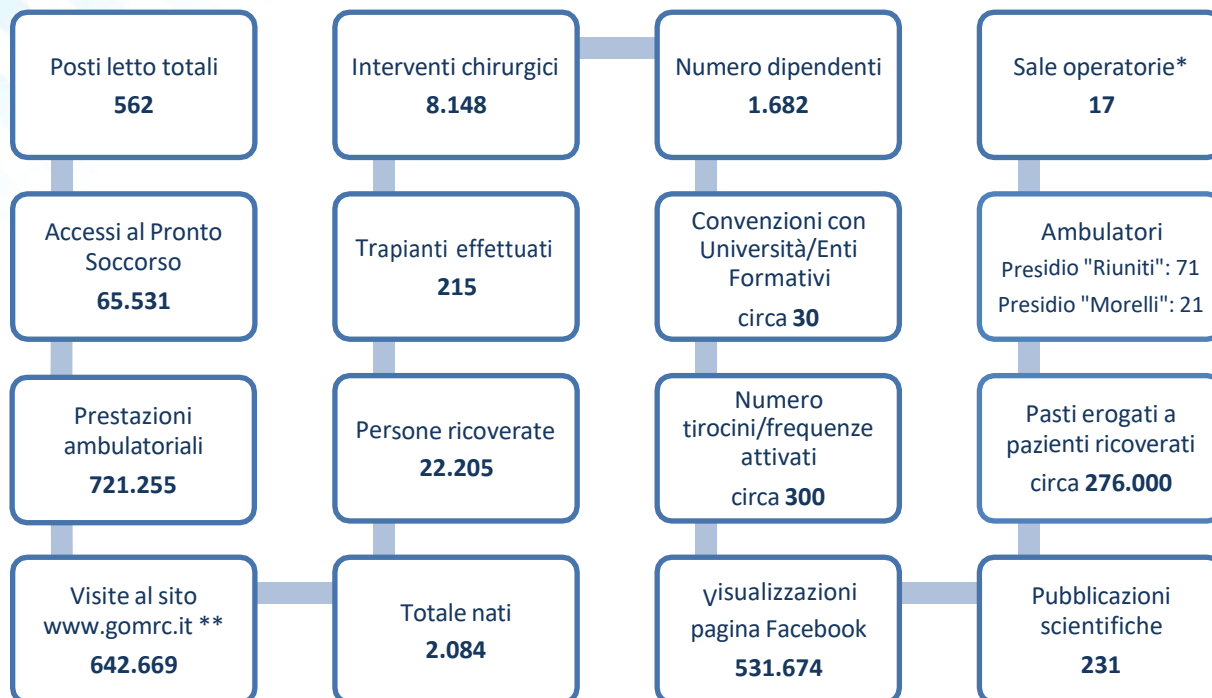 Posti letto totali
562
Accessi al Pronto
Soccorso
65.531
Prestazioni
ambulatoriali
721.255
Visite al sito
www.gomrc.it **
642.669
Totale nati
2.084
Persone ricoverate
22.205
Trapianti effettuati
215
Interventi chirurgici
8.148
Numero dipendenti
1.682
Convenzioni con
Università/Enti
Formativi
circa 30
Numero
tirocini/frequenze
attivati
circa 300
visualizzazioni
pagina Facebook
531.674
Pubblicazioni
scientifiche
231
Pasti erogati a
pazienti ricoverati
circa 276.000
Ambulatori
Presidio "Riuniti": 71
Presidio "Morelli": 21
Sale operatorie*
17